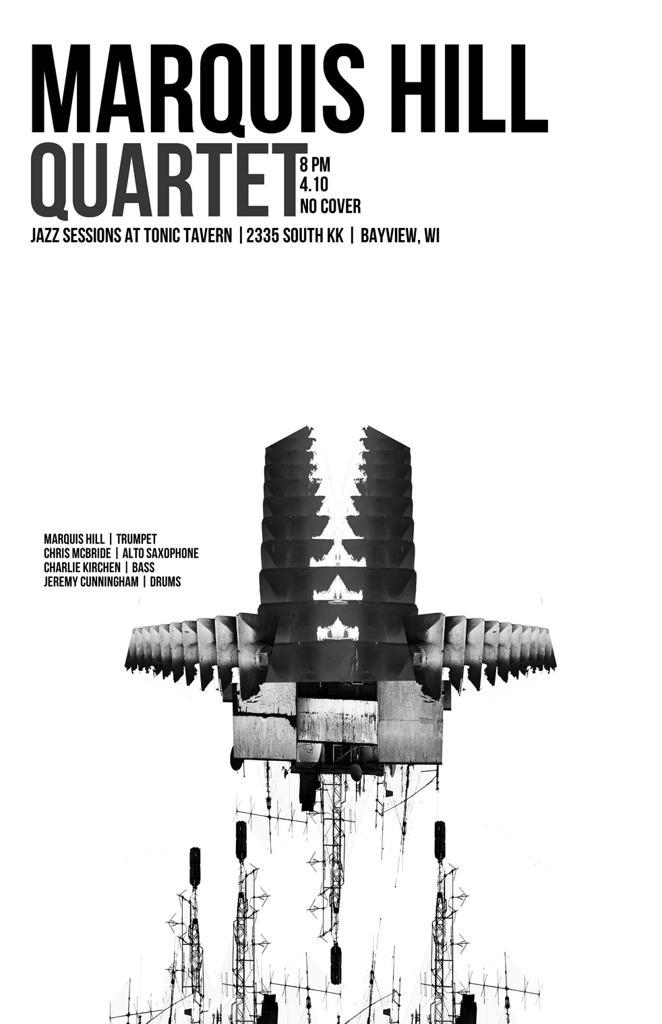 MARQUIS HILL
QUARTET
8 PM
4.10
NO COVER
JAZZ SESSIONS AT TONIC TAVERN | 2335 SOUTH KK | BAYVIEW, WI
MARQUIS HILL | TRUMPET
CHRIS MCBRIDE | ALTO SAXOPHONE
CHARLIE KIRCHEN | BASS
JEREMY CUNNINGHAM | DRUMS